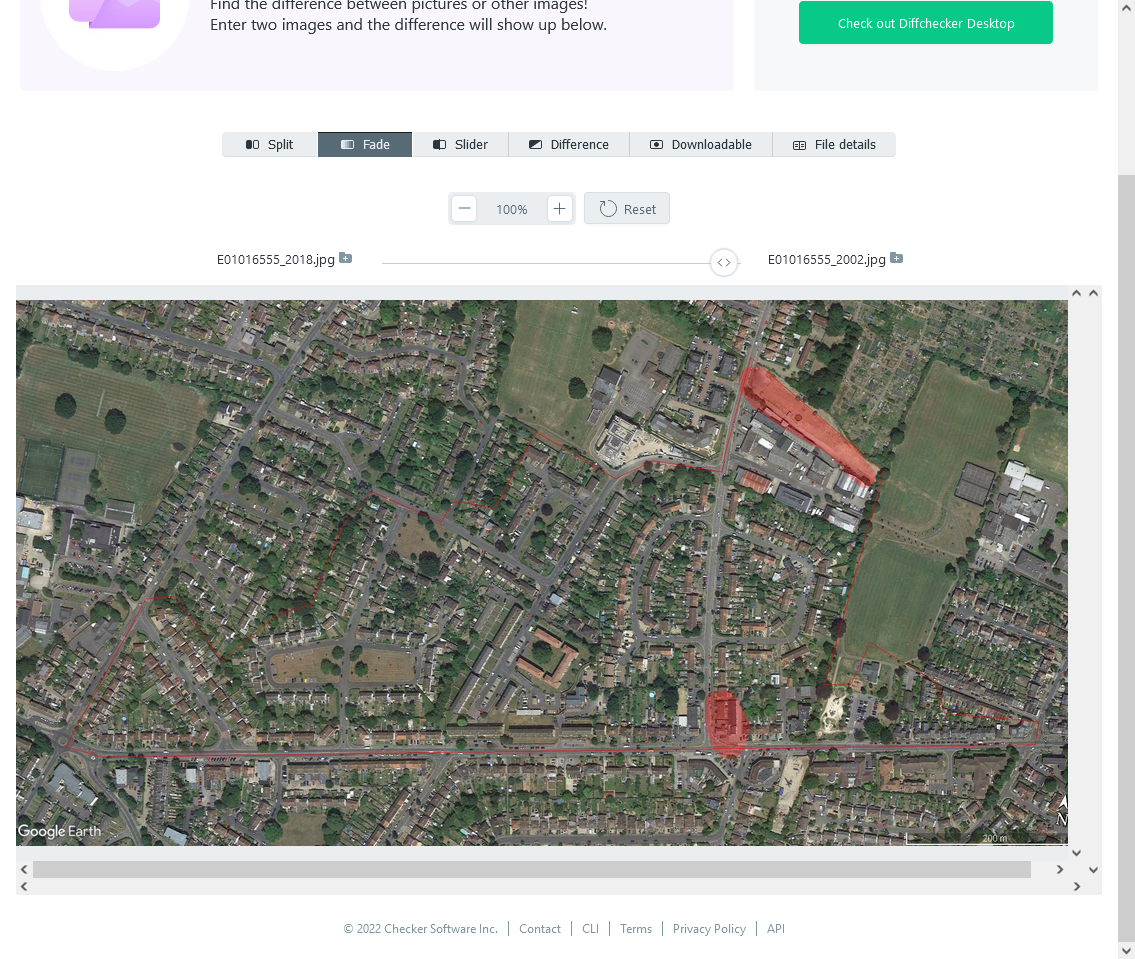 Find the difference between pictures or other images!
Enter two images and the difference will show up below.
Check out Diffchecker Desktop
Split
Fade
Slider
Difference
Downloadable
File details
100%
Reset
E01016555_2018.jpg
E01016555_2002.jpg
Google Earth
N
200 m
© 2022 Checker Software Inc.
Contact
CLI
Terms
Privacy Policy
API